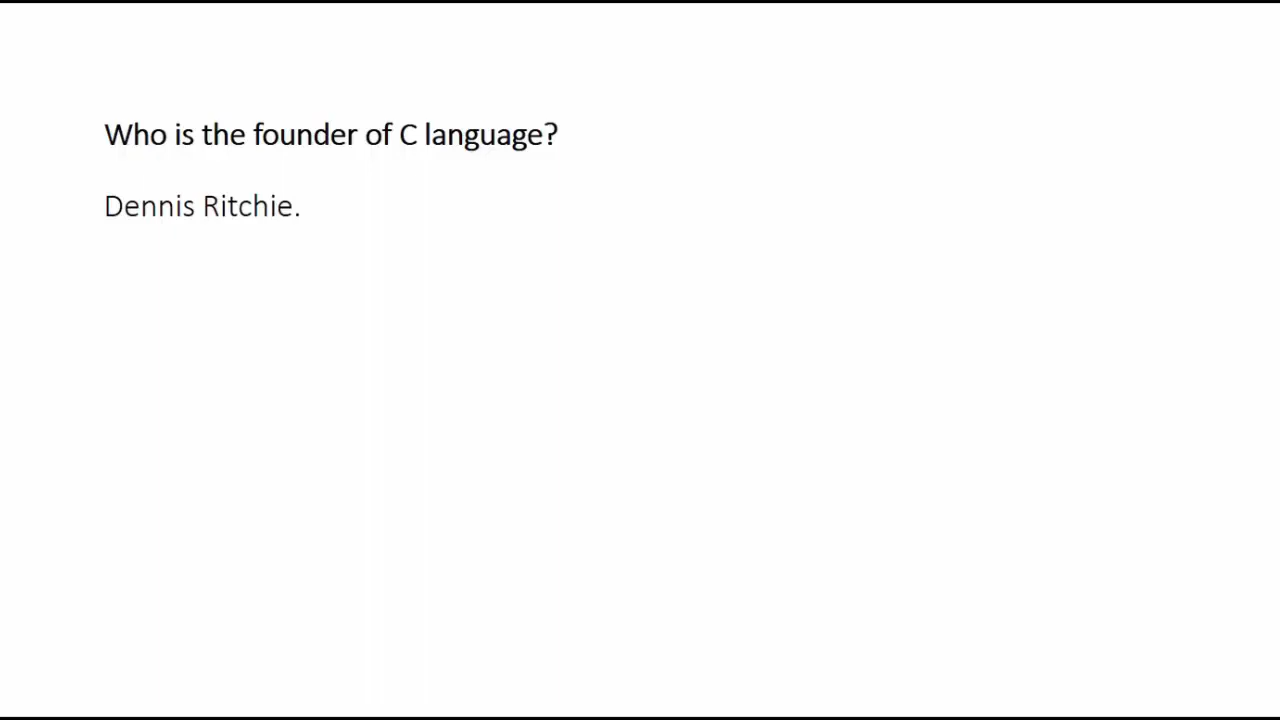 Who is the founder of C language?
Dennis Ritchie.